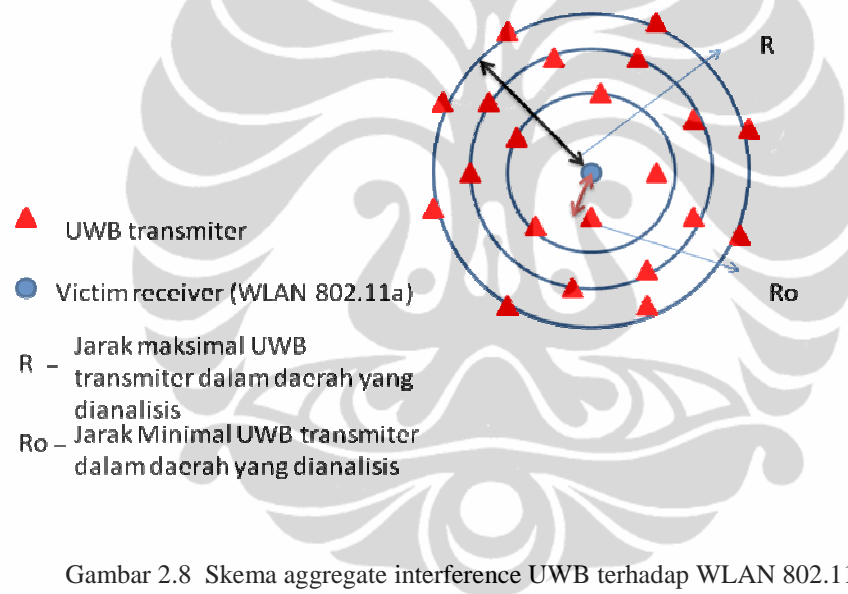 R
UWB transmiter
Victim receiver (WLAN 802.11a)
Ro
R – Jarak maksimal UWB
transmiter dalam daerah yang
dianalisis
Ro – Jarak Minimal UWB transmiter
dalam daerah yang dianalisis
Gambar 2.8 Skema aggregate interference UWB terhadap WLAN 802.11